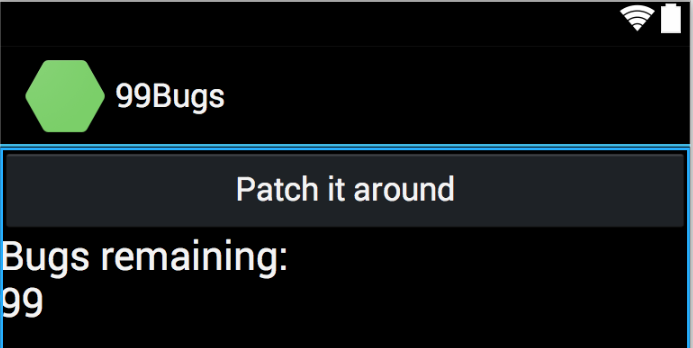 99Bugs
Patch it around
Bugs remaining:
99